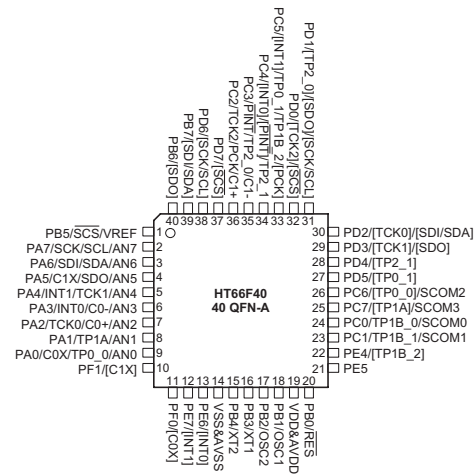 PB6/[SDO]
PB7/[SDI/SDA]
PD6/[SCK/SCL]
PD7/[SCS]
PC2/TCK2/PCK/C1+
PC3/PINT/TP2_0/C1-
PC4/[INT0]/[PINT]/TP2_1
PC5/[INT1]/TP0_1/TP1B_2/[PCK]
PD0/[TCK2]/[SCS]
PD1/[TP2_0]/[SDO]/[SCK/SCL]
40 39 38 37 36 35 34 33 32 31
PB5/SCS/VREF 1
PA7/SCK/SCL/AN7 2
PA6/SDI/SDA/AN6 3
PA5/C1X/SDO/AN5 4
PA4/INT1/TCK1/AN4 5
PA3/INT0/C0-/AN3 6
PA2/TCK0/C0+/AN2 7
PA1/TP1A/AN1 8
PA0/C0X/TP0_0/AN0 9
PF1/[C1X] 10
HT66F40
40 QFN-A
30 PD2/[TCK0]/[SDI/SDA]
29 PD3/[TCK1]/[SDO]
28 PD4/[TP2_1]
27 PD5/[TP0_1]
26 PC6/[TP0_0]/SCOM2
25 PC7/[TP1A]/SCOM3
24 PC0/TP1B_0/SCOM0
23 PC1/TP1B_1/SCOM1
22 PE4/[TP1B_2]
21 PE5
11 12 13 14 15 16 17 18 19 20
PF0/[C0X]
PE7/[INT1]
PE6/[INT0]
VSS&AVSS
PB4/XT2
PB3/XT1
PB2/OSC2
PB1/OSC1
VDD&AVDD
PB0/RES